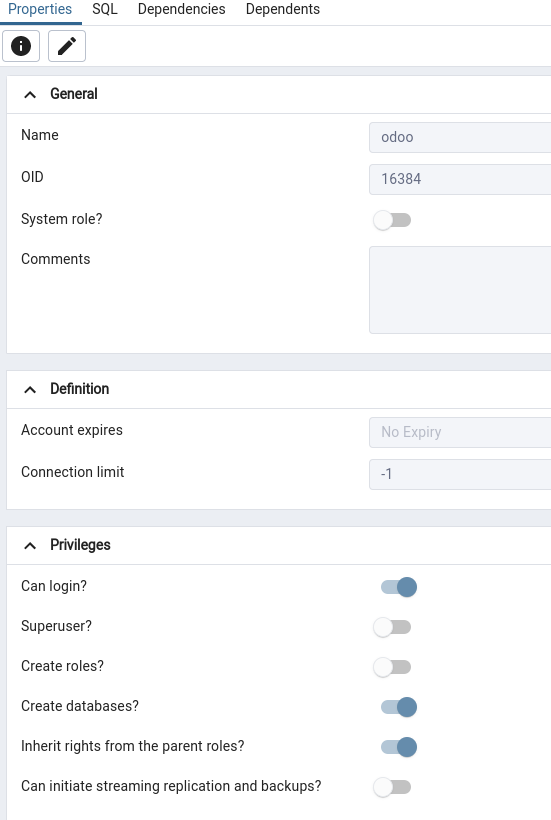 Properties SQL Dependencies Dependents
General
Name odoo
OID 16384
System role?
Comments
Definition
Account expires No Expiry
Connection limit -1
Privileges
Can login?
Superuser?
Create roles?
Create databases?
Inherit rights from the parent roles?
Can initiate streaming replication and backups?